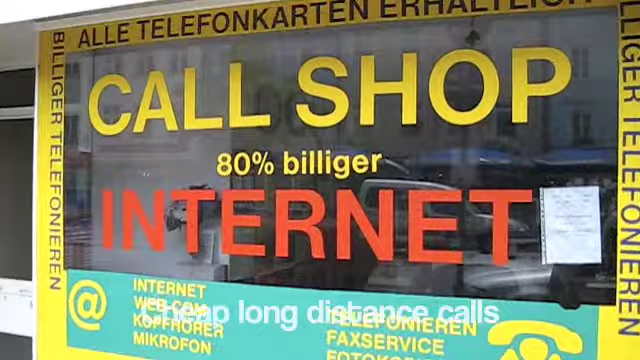 ALLE TELEFONKARTEN ERHÄLTLICH
BILLIGER TELEFONIEREN
CALL SHOP
80% billiger
INTERNET
BILLIGER TELEFONIEREN
@
INTERNET
WEB-COM
KOPFHÖRER
MIKROFON
TELEFONIEREN
FAXSERVICE
Cheap long distance calls